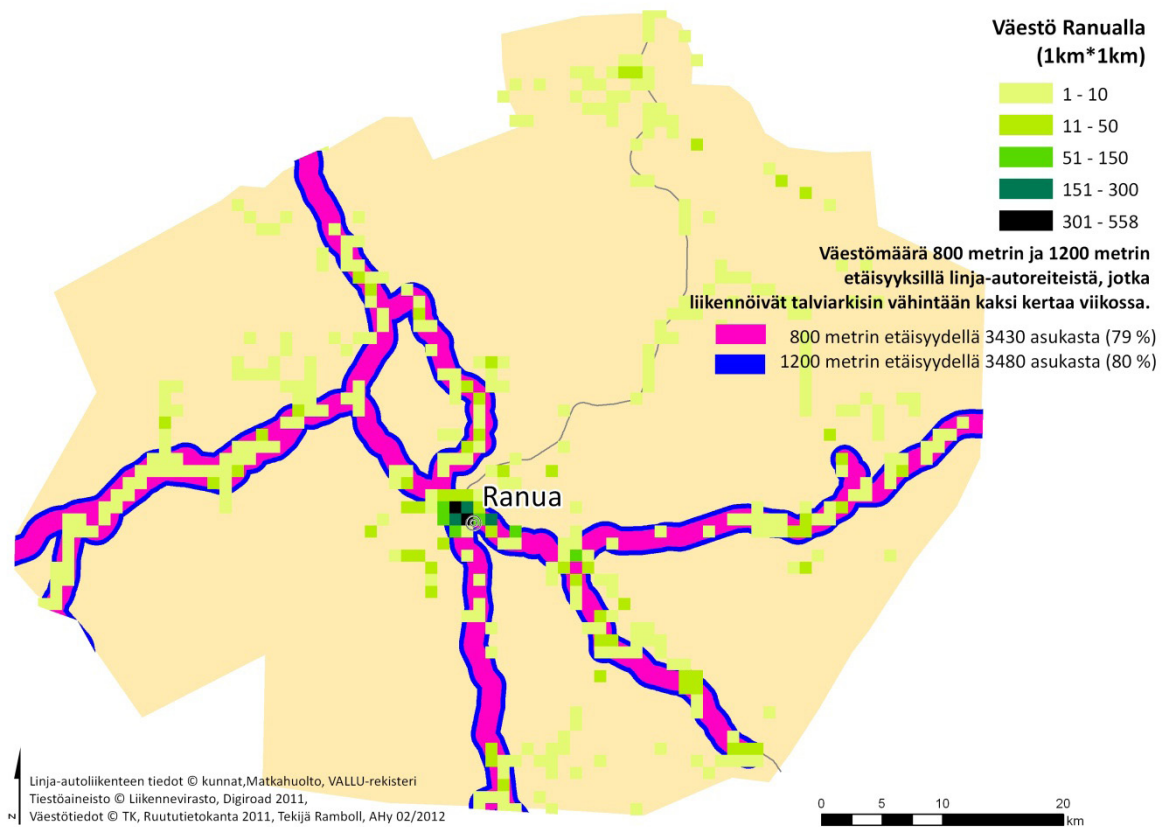 Väestö Ranualla
(1km*1km)
1 - 10
11 - 50
51 - 150
151 - 300
301 - 558
Väestömäärä 800 metrin ja 1200 metrin
etäisyyksillä linja-autoreiteistä, jotka
liikennöivät talviarkisin vähintään kaksi kertaa viikossa.
800 metrin etäisyydellä 3430 asukasta (79 %)
1200 metrin etäisyydellä 3480 asukasta (80 %)
Ranua
Linja-autoliikenteen tiedot © kunnat,Matkahuolto, VALLU-rekisteri
Tiestöaineisto © Liikennevirasto, Digiroad 2011,
Väestötiedot © TK, Ruututietokanta 2011, Tekijä Ramboll, AHy 02/2012
N
0 5 10 20
km